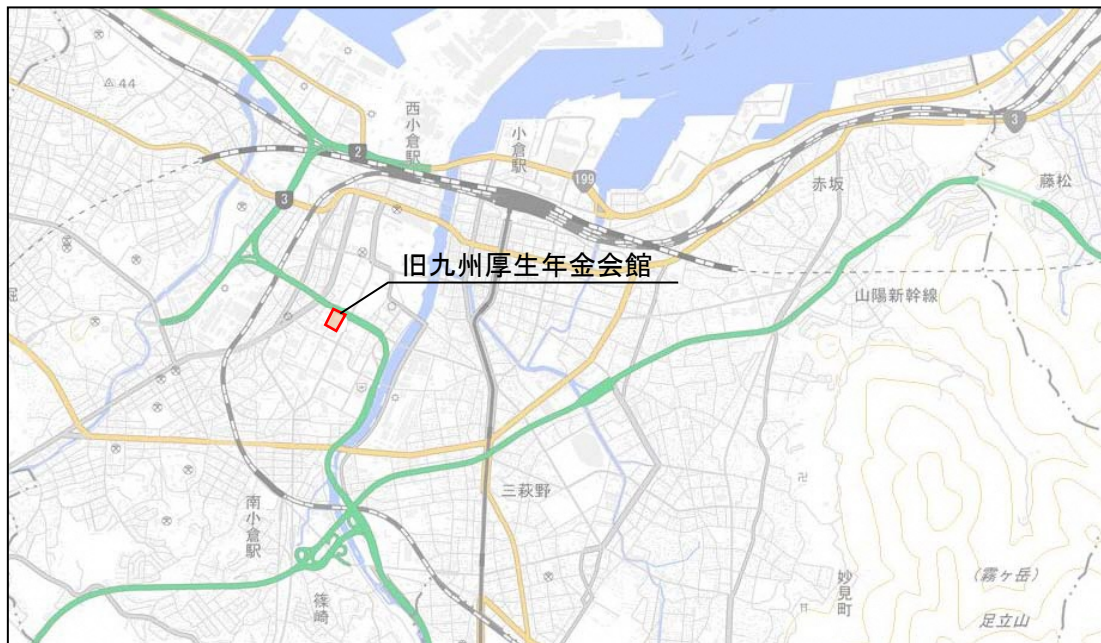 44
西小倉駅
小倉駅
2
199
3
3
赤坂
藤松
旧九州厚生年金会館
山陽新幹線
三萩野
南小倉駅
篠崎
妙見町
(霧ヶ岳)
足立山